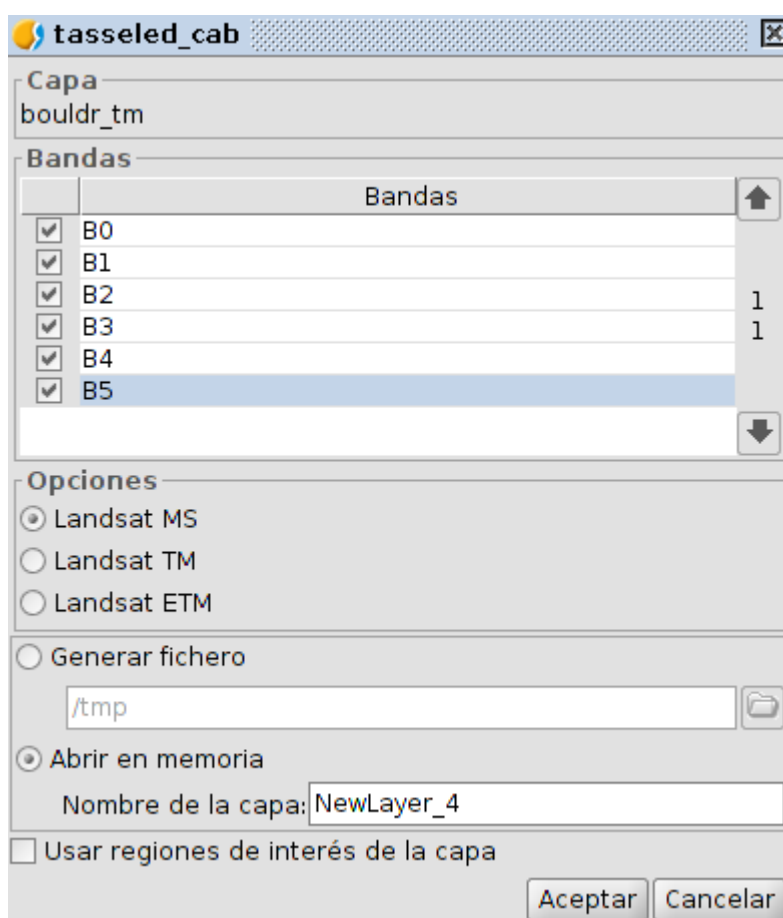 tasseled_cab
Capa
bouldr_tm
Bandas
Bandas
B0
B1
B2
B3
B4
B5
1
1
Opciones
Landsat MS
Landsat TM
Landsat ETM
Generar fichero
/tmp
Abrir en memoria
Nombre de la capa: NewLayer_4
Usar regiones de interés de la capa
Aceptar Cancelar